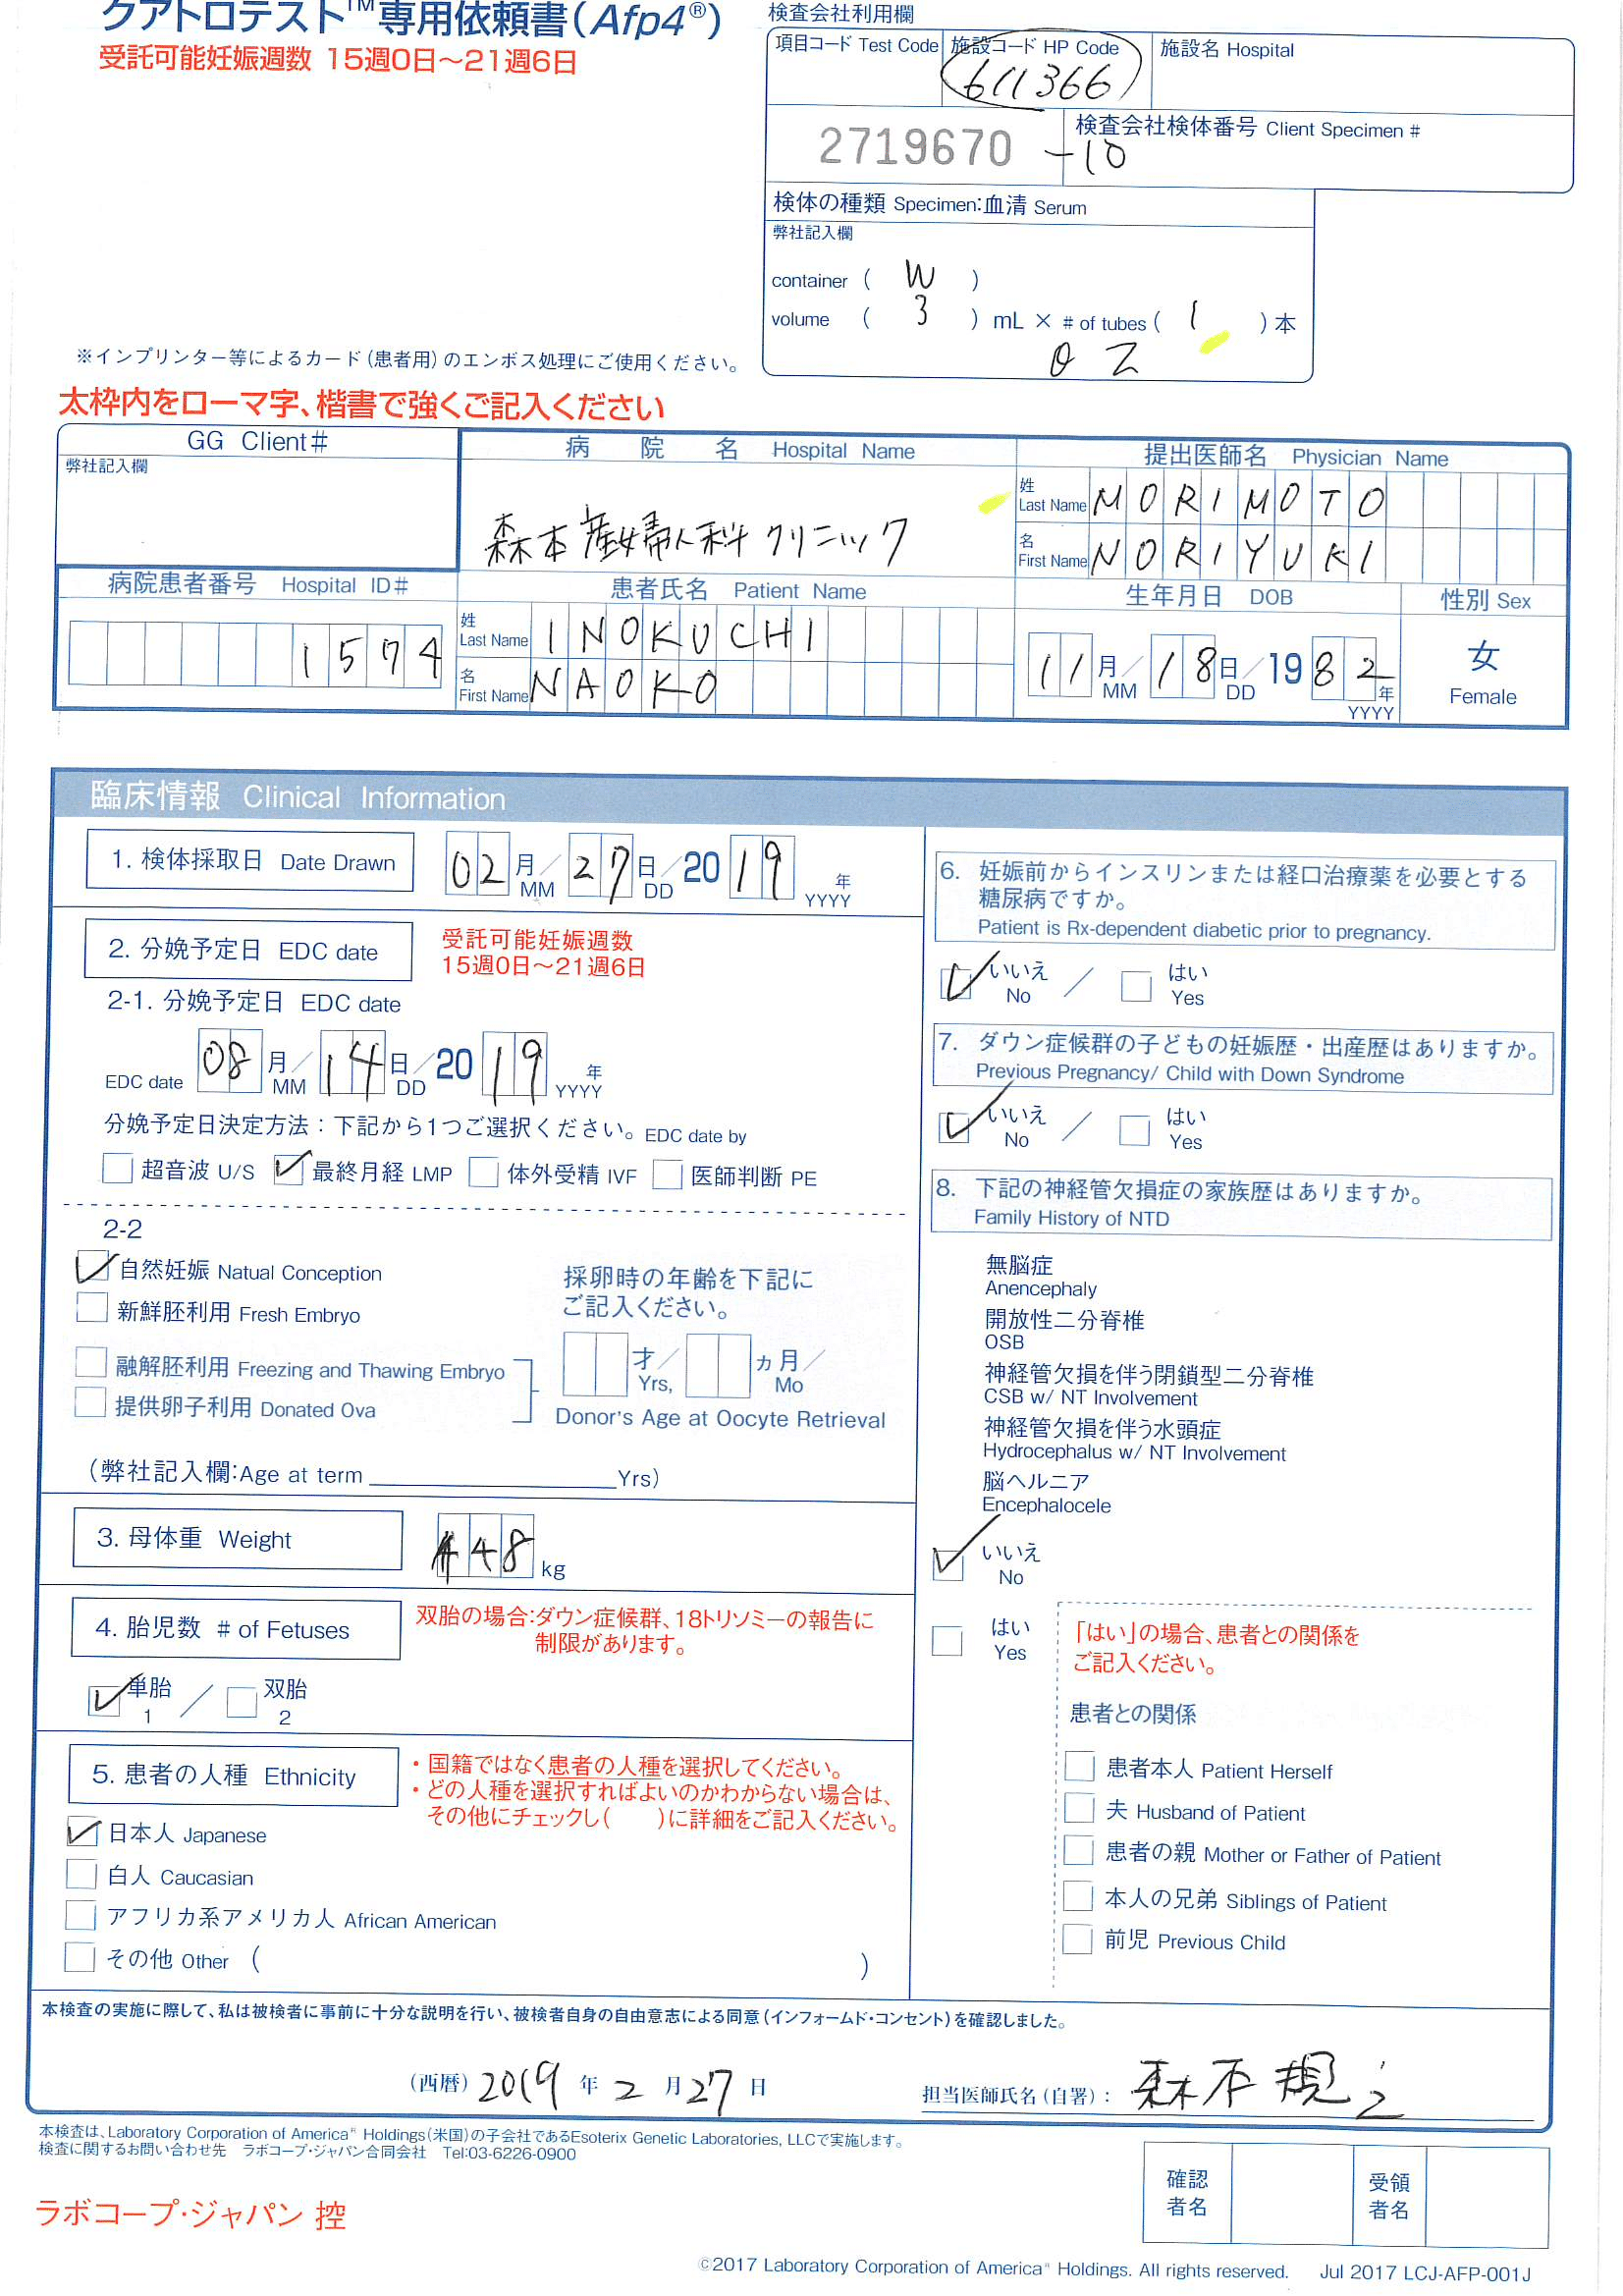 クアトロテスト™専用依頼書(Afp4®)
受託可能妊娠週数 15週0日～21週6日
検査会社利用欄
項目コード Test Code 施設コード HP Code 施設名 Hospital
611366
2719670 -10
検査会社検体番号 Client Specimen #
検体の種類 Specimen:血清 Serum
弊社記入欄
container ( W )
volume ( 3 ) mL × # of tubes ( 1 )本
※インプリンター等によるカード(患者用)のエンボス処理にご使用ください。
太枠内をローマ字、楷書で強くご記入ください
GG Client#
弊社記入欄
病院名 Hospital Name
森本産婦人科クリニック
提出医師名 Physician Name
姓 Last Name MORIMOTO
名 First Name NORIYUKI
病院患者番号 Hospital ID#
1574
患者氏名 Patient Name
姓 Last Name INOKUCHI
名 First Name NAOKO
生年月日 DOB
11月 MM/18日 DD/1982年 YYYY
性別 Sex
女
Female
臨床情報 Clinical Information
1. 検体採取日 Date Drawn
02月 MM/27日 DD/2019年 YYYY
2. 分娩予定日 EDC date
受託可能妊娠週数
15週0日～21週6日
2-1. 分娩予定日 EDC date
EDC date 08月 MM/14日 DD/2019年 YYYY
分娩予定日決定方法：下記から1つご選択ください。EDC date by
超音波 U/S 最終月経 LMP 体外受精 IVF 医師判断 PE
2-2
自然妊娠 Natual Conception
新鮮胚利用 Fresh Embryo
融解胚利用 Freezing and Thawing Embryo
提供卵子利用 Donated Ova
採卵時の年齢を下記に
ご記入ください。
才/ Yrs, ヵ月/ Mo
Donor's Age at Oocyte Retrieval
(弊社記入欄:Age at term Yrs)
3. 母体重 Weight
48 kg
4. 胎児数 # of Fetuses
双胎の場合:ダウン症候群、18トリソミーの報告に
制限があります。
単胎 1 / 双胎 2
5. 患者の人種 Ethnicity
・国籍ではなく患者の人種を選択してください。
・どの人種を選択すればよいのかわからない場合は、
その他にチェックし( )に詳細をご記入ください。
日本人 Japanese
白人 Caucasian
アフリカ系アメリカ人 African American
その他 Other ( )
6. 妊娠前からインスリンまたは経口治療薬を必要とする
糖尿病ですか。
Patient is Rx-dependent diabetic prior to pregnancy.
いいえ No / はい Yes
7. ダウン症候群の子どもの妊娠歴・出産歴はありますか。
Previous Pregnancy/ Child with Down Syndrome
いいえ No / はい Yes
8. 下記の神経管欠損症の家族歴はありますか。
Family History of NTD
無脳症
Anencephaly
開放性二分脊椎
OSB
神経管欠損を伴う閉鎖型二分脊椎
CSB w/ NT Involvement
神経管欠損を伴う水頭症
Hydrocephalus w/ NT Involvement
脳ヘルニア
Encephalocele
いいえ
No
はい
Yes
「はい」の場合、患者との関係を
ご記入ください。
患者との関係
患者本人 Patient Herself
夫 Husband of Patient
患者の親 Mother or Father of Patient
本人の兄弟 Siblings of Patient
前児 Previous Child
本検査の実施に際して、私は被検者に事前に十分な説明を行い、被検者自身の自由意志による同意(インフォームド・コンセント)を確認しました。
(西暦) 2019 年 2 月 27 日
担当医師氏名(自署)： 森本規之
本検査は、Laboratory Corporation of America® Holdings(米国)の子会社であるEsoterix Genetic Laboratories, LLCで実施します。
検査に関するお問い合わせ先 ラボコープ・ジャパン合同会社 Tel:03-6226-0900
ラボコープ・ジャパン 控
確認者名 受領者名
©2017 Laboratory Corporation of America® Holdings. All rights reserved. Jul 2017 LCJ-AFP-001J